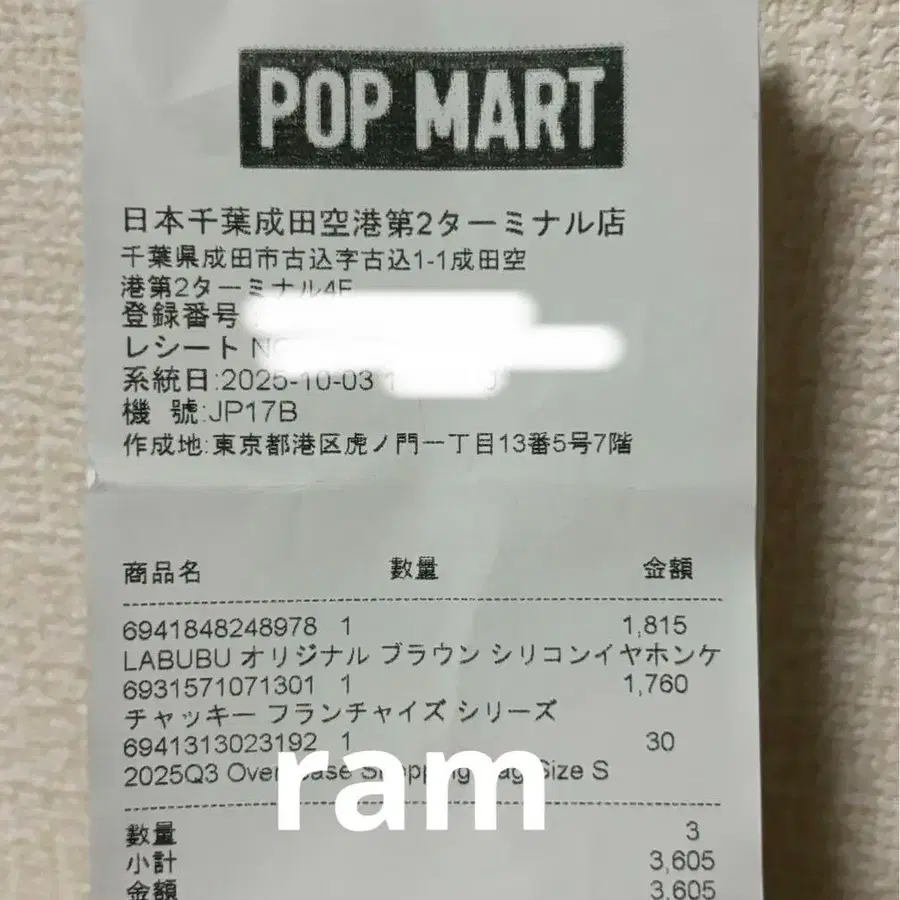 POP MART
日本千葉成田空港第2ターミナル店
千葉県成田市古込字古込1-1成田空
港第2ターミナル4F
登録番号
レシート
系統日:2025-10-03
機 號:JP17B
作成地:東京都港区虎ノ門一丁目13番5号7階
商品名 數量 金額
6941848248978 1 1,815
LABUBU オリジナル ブラウン シリコンイヤホンケ
6931571071301 1 1,760
チャッキー フランチャイズ シリーズ
6941313023192 1 30
2025Q3 Size S
ram
數量 3
小計 3,605
金額 3,605